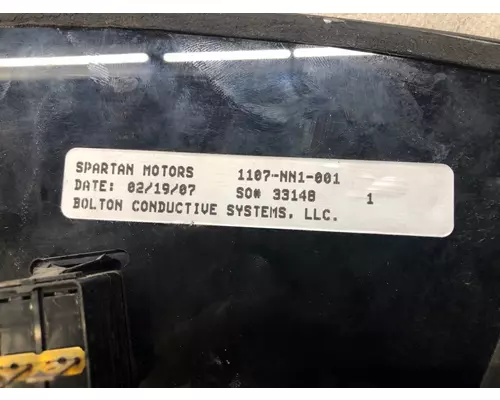 SPARTAN MOTORS 1107-NN1-001
DATE: 02/19/07 SO# 33148 1
BOLTON CONDUCTIVE SYSTEMS, LLC.